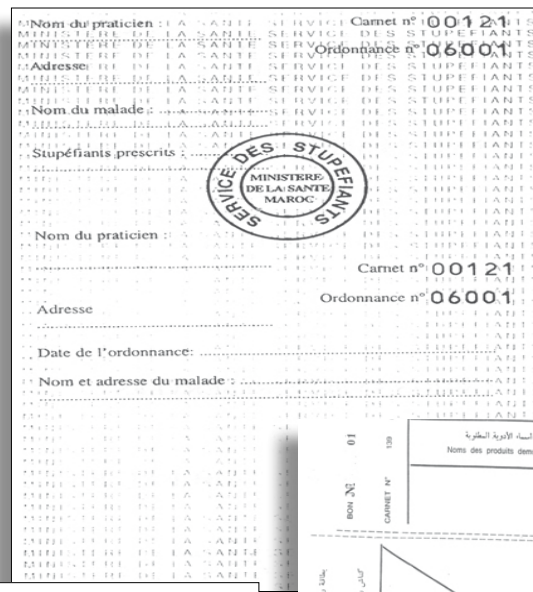 Nom du praticien :
Carnet n° 00121
Ordonnance n° 06001
Adresse
Nom du malade :
Stupéfiants prescrits :
SERVICE DES STUPEFIANTS
MINISTERE
DE LA SANTE
MAROC
Nom du praticien :
Carnet n° 00121
Ordonnance n° 06001
Adresse
Date de l'ordonnance:
Nom et adresse du malade :
MINISTERE DE LA SANTE SERVICE DES STUPEFIANTS
BON № 01
CARNET N° 139
أسماء الأدوية المطلوبة
Noms des produits dem